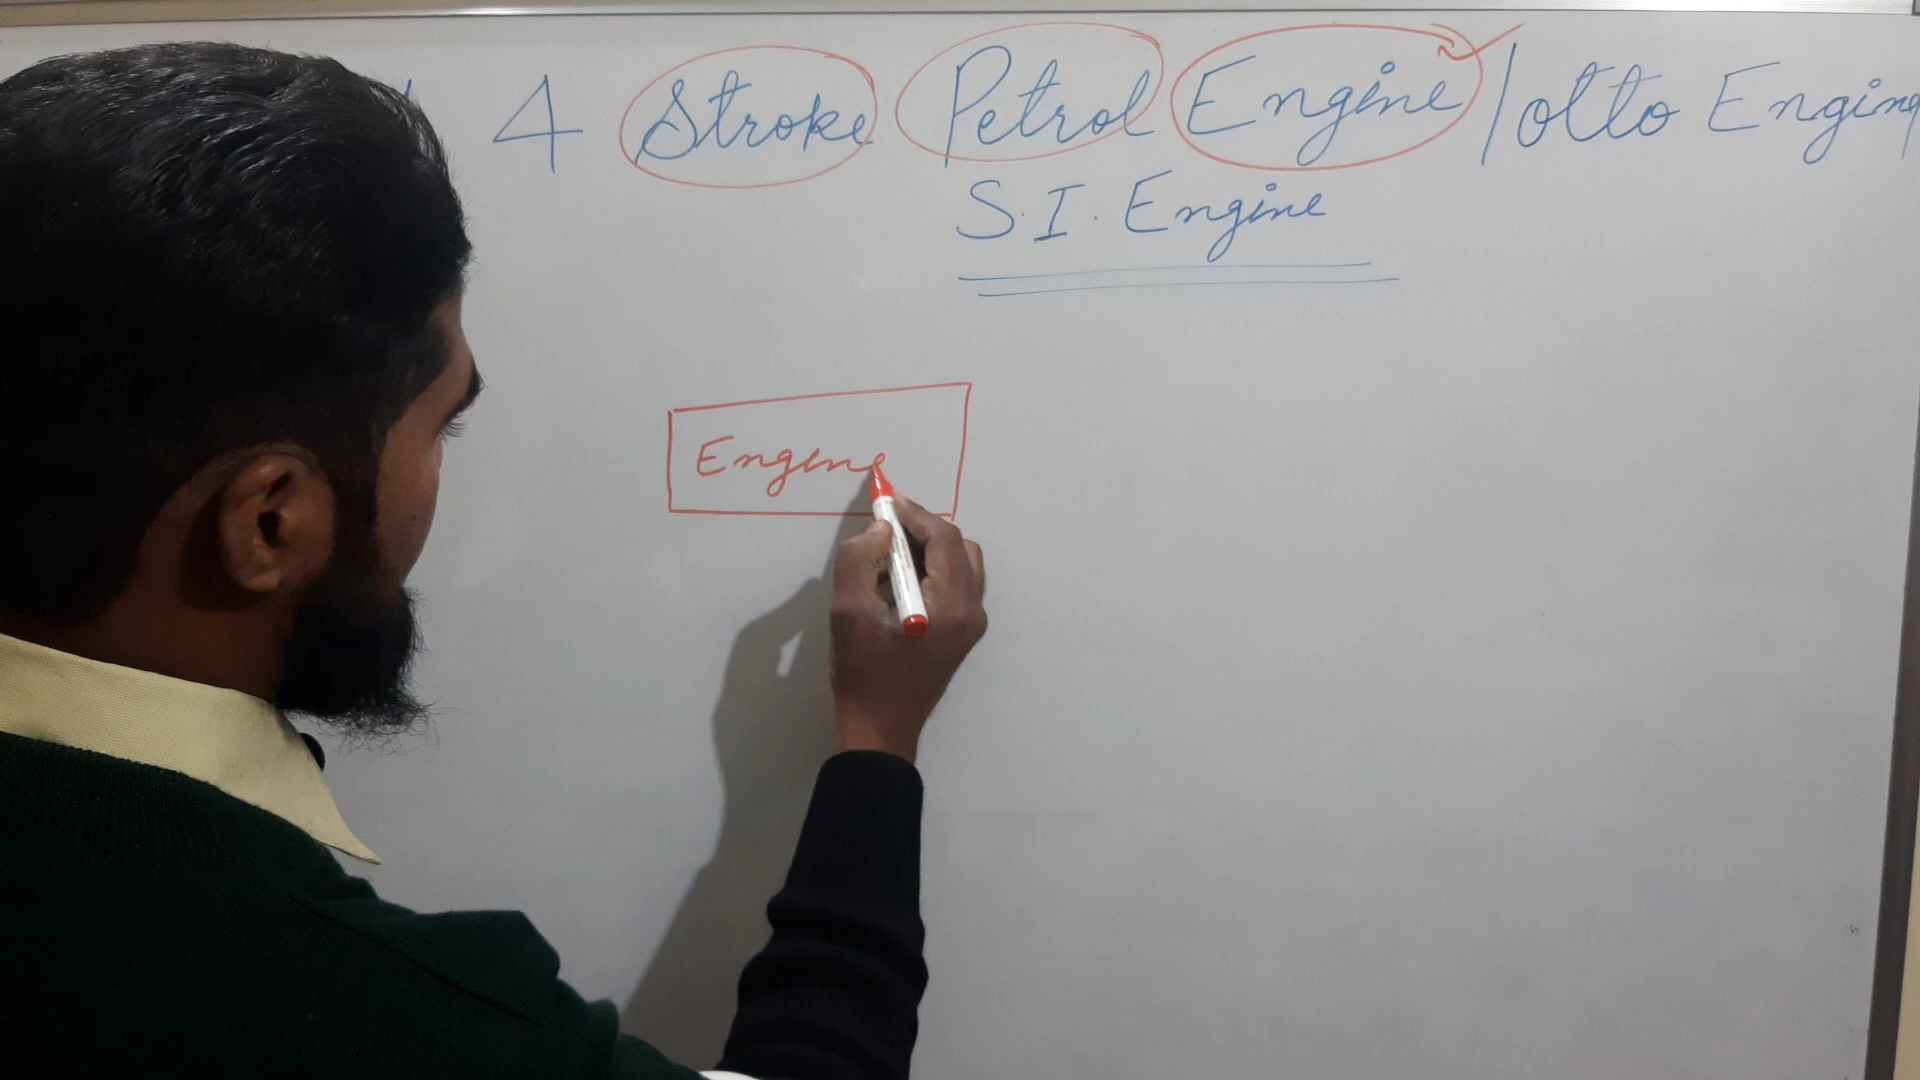 4 Stroke Petrol Engine / otto Engine
S.I. Engine
Engine